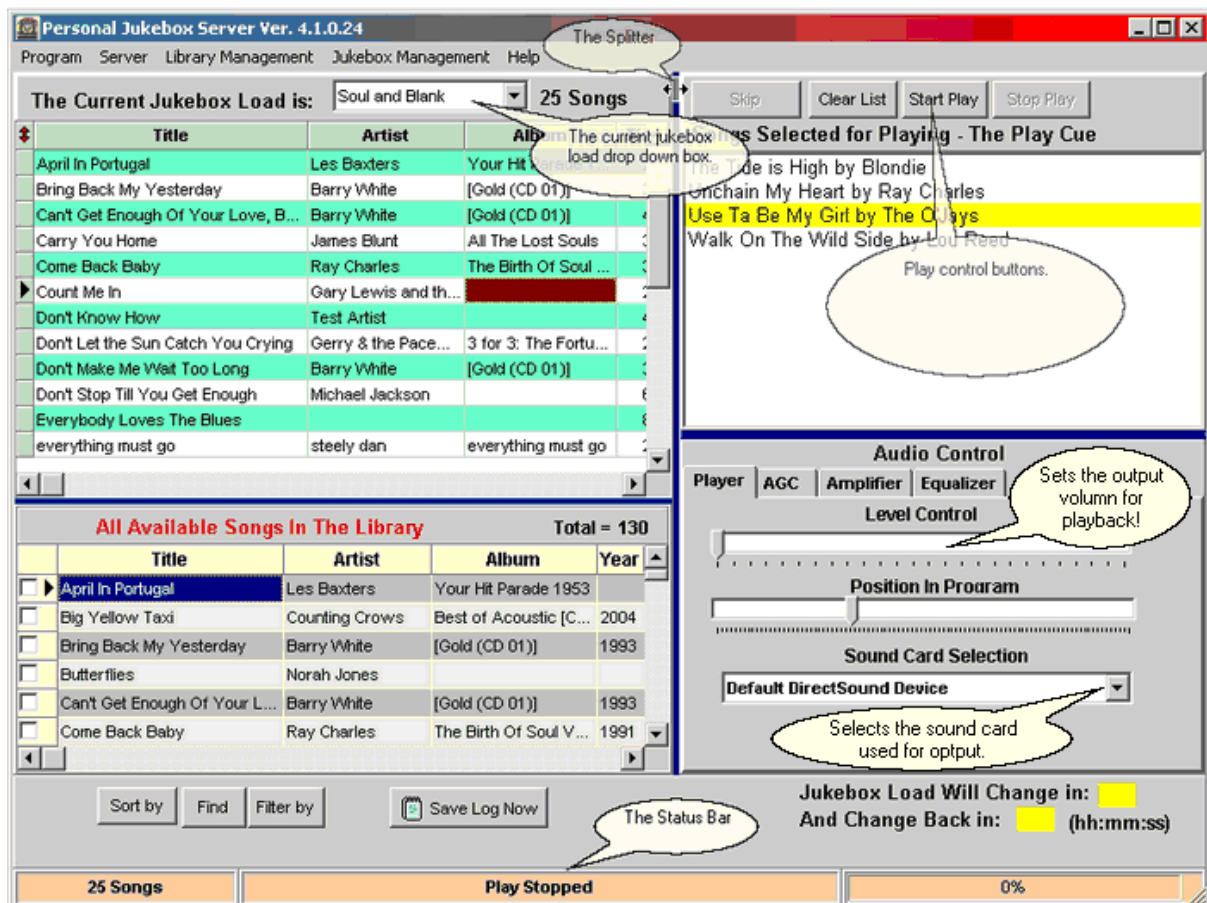 Personal Jukebox Server Ver. 4.1.0.24
Program Server Library Management Jukebox Management Help
The Splitter
The Current Jukebox Load is: Soul and Blank 25 Songs
The current jukebox
load drop down box.
Title Artist Album
April In Portugal Les Baxters Your Hit Parade
Bring Back My Yesterday Barry White [Gold (CD 01)]
Can't Get Enough Of Your Love, B... Barry White [Gold (CD 01)]
Carry You Home James Blunt All The Lost Souls
Come Back Baby Ray Charles The Birth Of Soul ...
Count Me In Gary Lewis and th...
Don't Know How Test Artist
Don't Let the Sun Catch You Crying Gerry & the Pace... 3 for 3: The Fortu...
Don't Make Me Wait Too Long Barry White [Gold (CD 01)]
Don't Stop Till You Get Enough Michael Jackson
Everybody Loves The Blues
everything must go steely dan everything must go
Skip Clear List Start Play Stop Play
Songs Selected for Playing - The Play Cue
The Tide is High by Blondie
Unchain My Heart by Ray Charles
Use Ta Be My Girl by The O'Jays
Walk On The Wild Side by Lou Reed
Play control buttons.
All Available Songs In The Library Total = 130
Title Artist Album Year
April In Portugal Les Baxters Your Hit Parade 1953
Big Yellow Taxi Counting Crows Best of Acoustic [C... 2004
Bring Back My Yesterday Barry White [Gold (CD 01)] 1993
Butterflies Norah Jones
Can't Get Enough Of Your L... Barry White [Gold (CD 01)] 1993
Come Back Baby Ray Charles The Birth Of Soul V... 1991
Audio Control
Player AGC Amplifier Equalizer
Sets the output
volumn for
playback!
Level Control
Position In Program
Sound Card Selection
Default DirectSound Device
Selects the sound card
used for optput.
Sort by Find Filter by Save Log Now
The Status Bar
Jukebox Load Will Change in:
And Change Back in: (hh:mm:ss)
25 Songs Play Stopped 0%